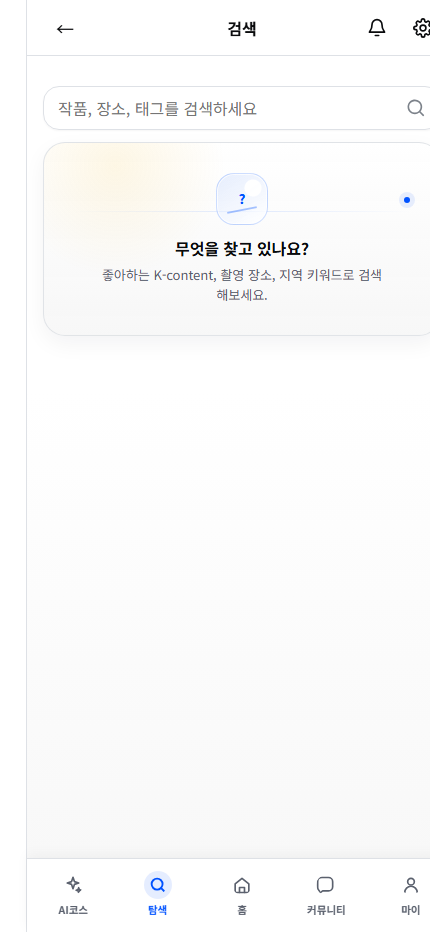 검색
작품, 장소, 태그를 검색하세요
?
무엇을 찾고 있나요?
좋아하는 K-content, 촬영 장소, 지역 키워드로 검색
해보세요.
AI코스
탐색
홈
커뮤니티
마이